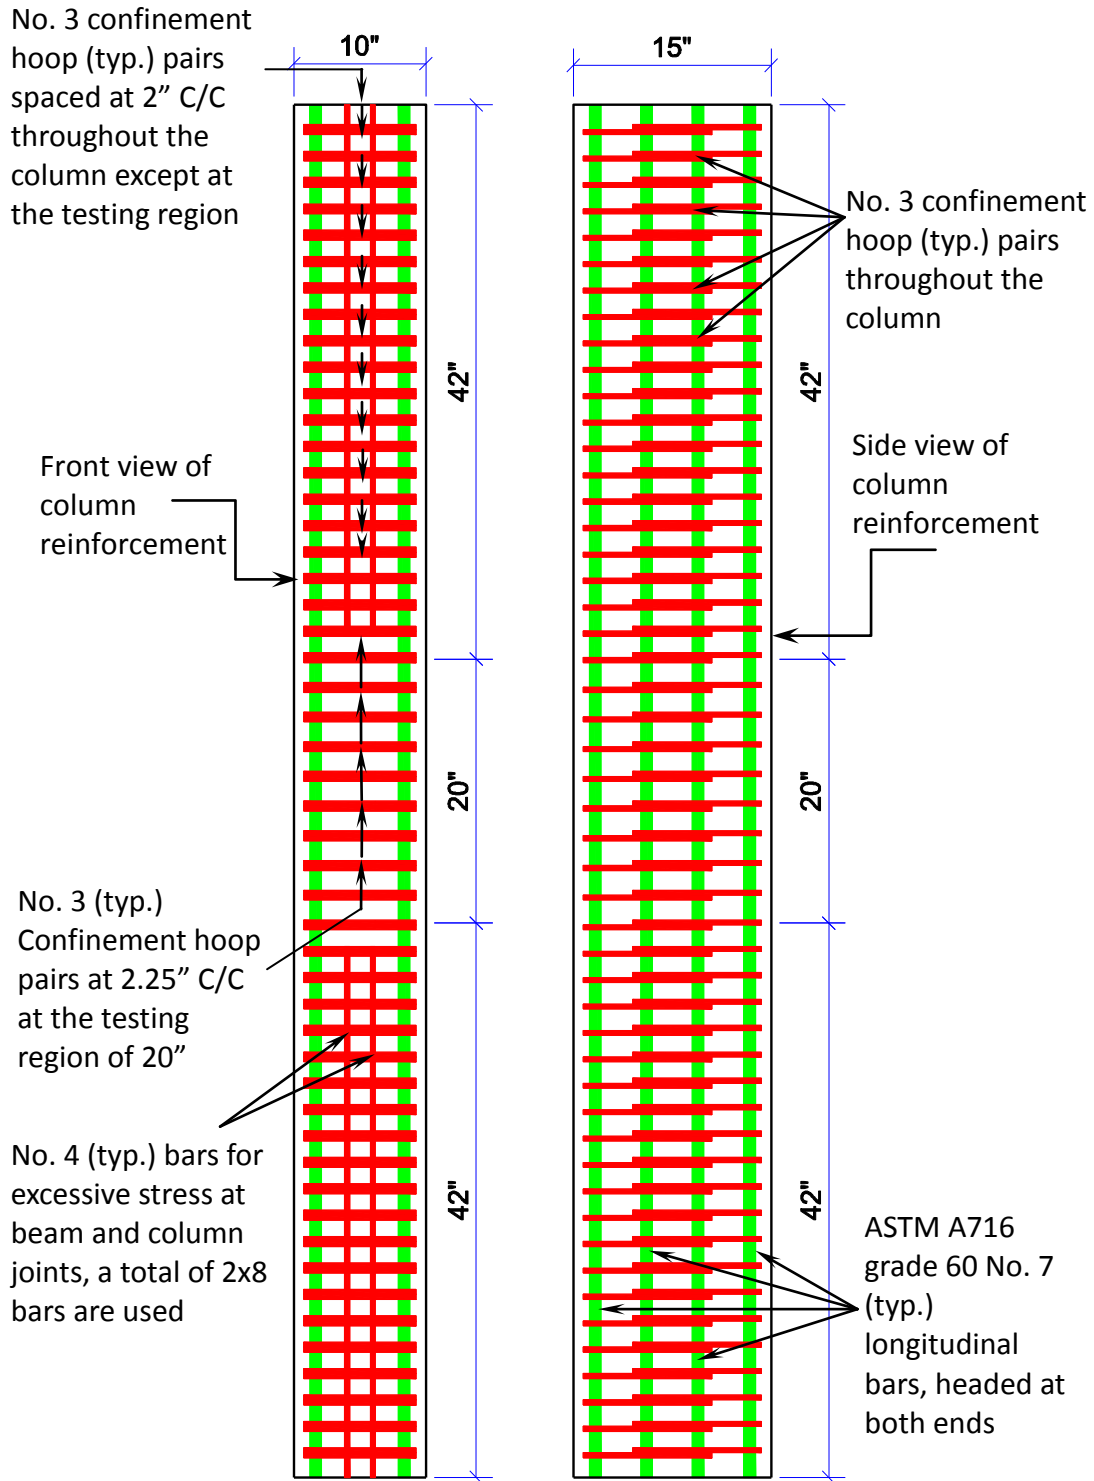 No. 3 confinement
hoop (typ.) pairs
spaced at 2” C/C
throughout the
column except at
the testing region
10"
15"
No. 3 confinement
hoop (typ.) pairs
throughout the
column
42"
42"
Front view of
column
reinforcement
Side view of
column
reinforcement
20"
20"
No. 3 (typ.)
Confinement hoop
pairs at 2.25” C/C
at the testing
region of 20”
No. 4 (typ.) bars for
excessive stress at
beam and column
joints, a total of 2x8
bars are used
42"
42"
ASTM A716
grade 60 No. 7
(typ.)
longitudinal
bars, headed at
both ends